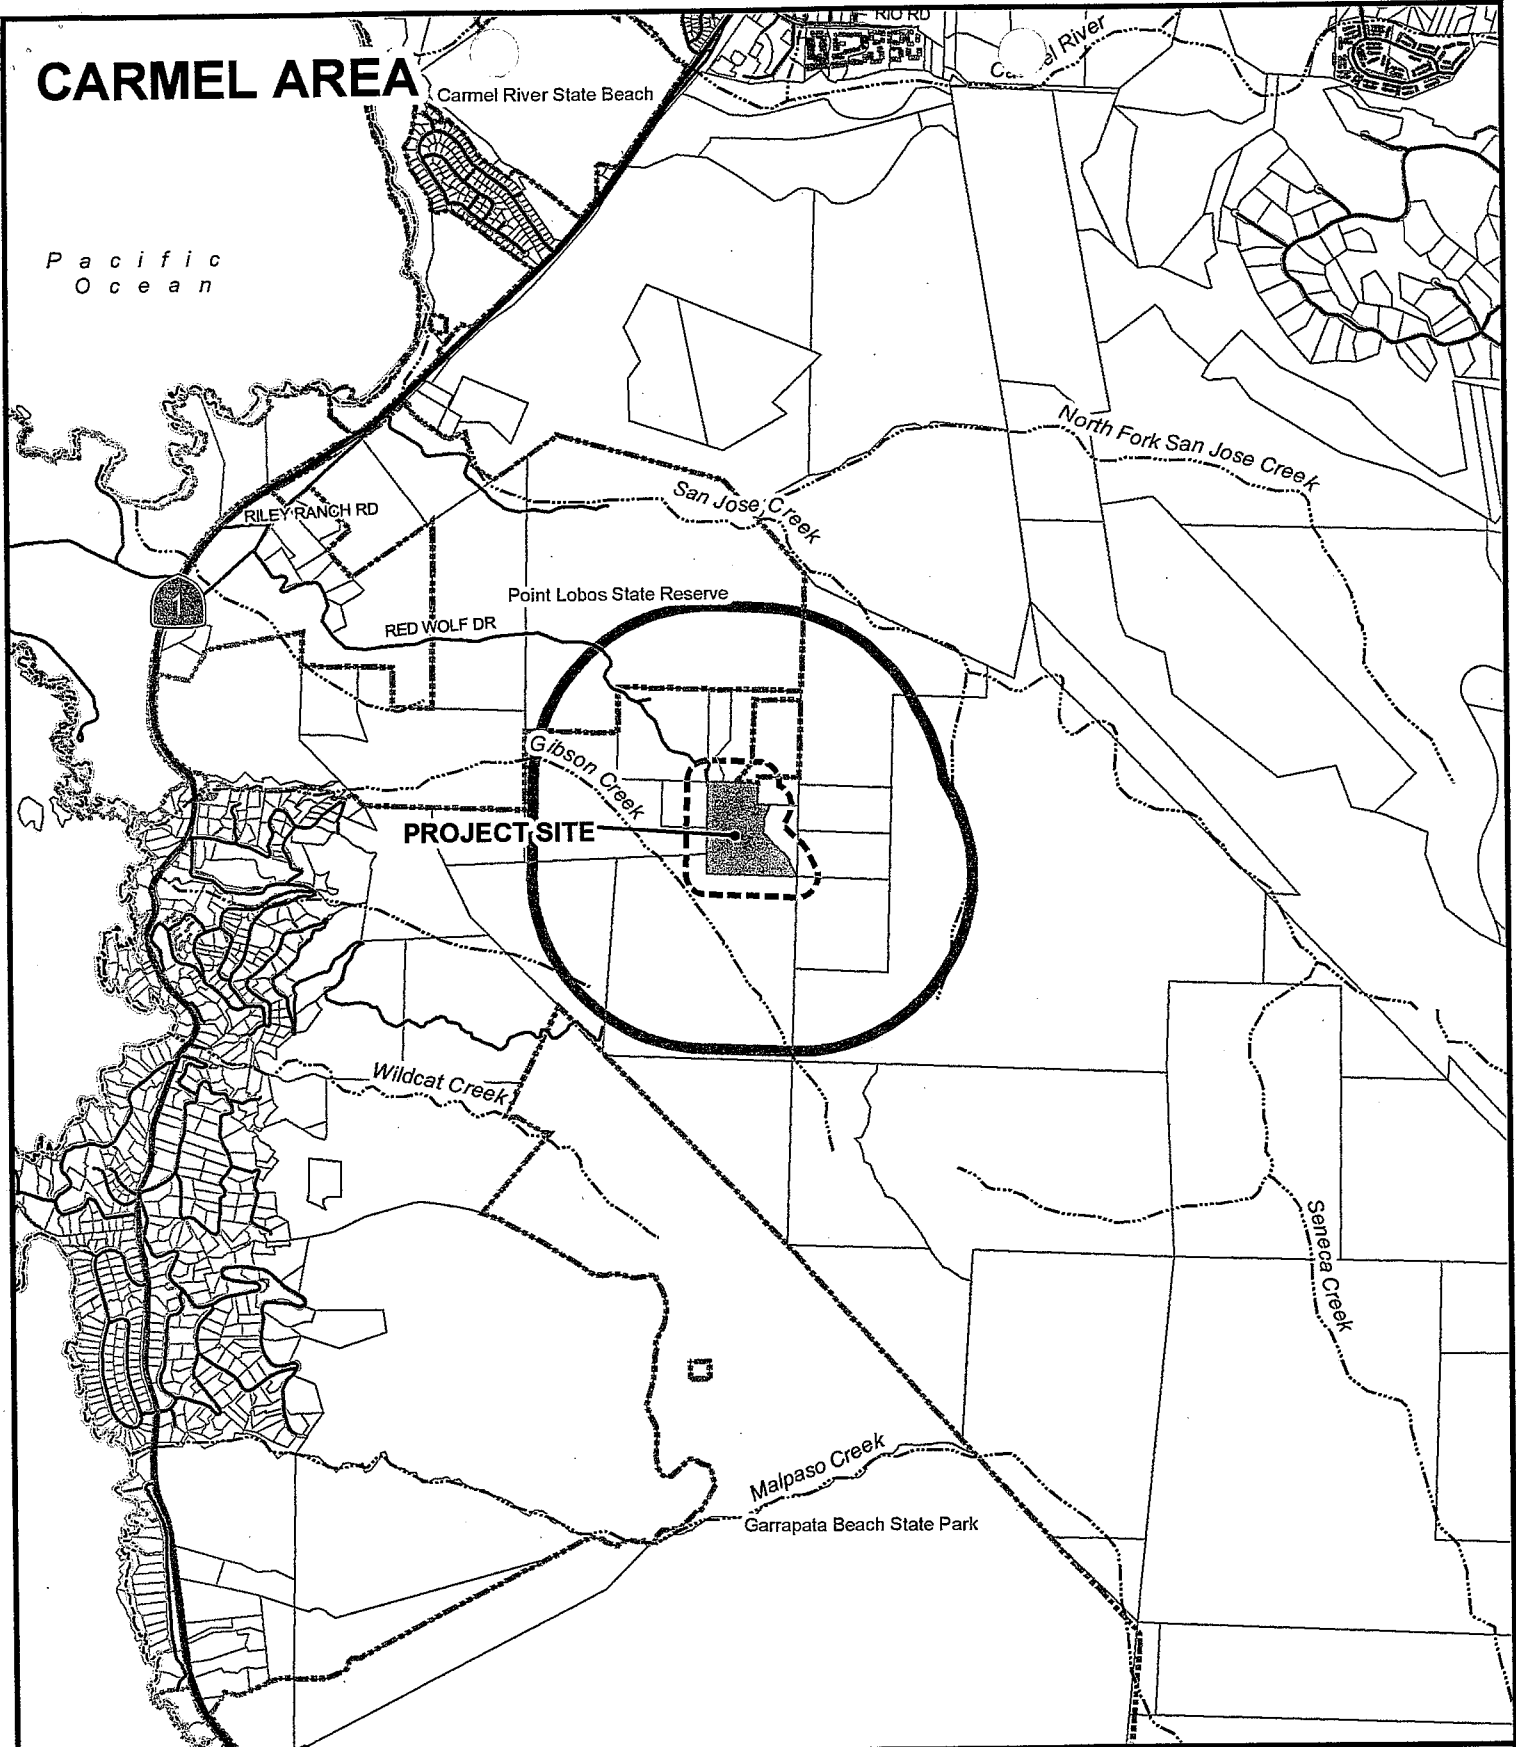 RIO RD
CARMEL AREA
Carmel River State Beach
River
Pacific
Ocean
North Fork San Jose Creek
San Jose Creek
RILEY RANCH RD
1
Point Lobos State Reserve
RED WOLF DR
Gibson Creek
PROJECT SITE
Wildcat Creek
Seneca Creek
Malpaso Creek
Garrapata Beach State Park